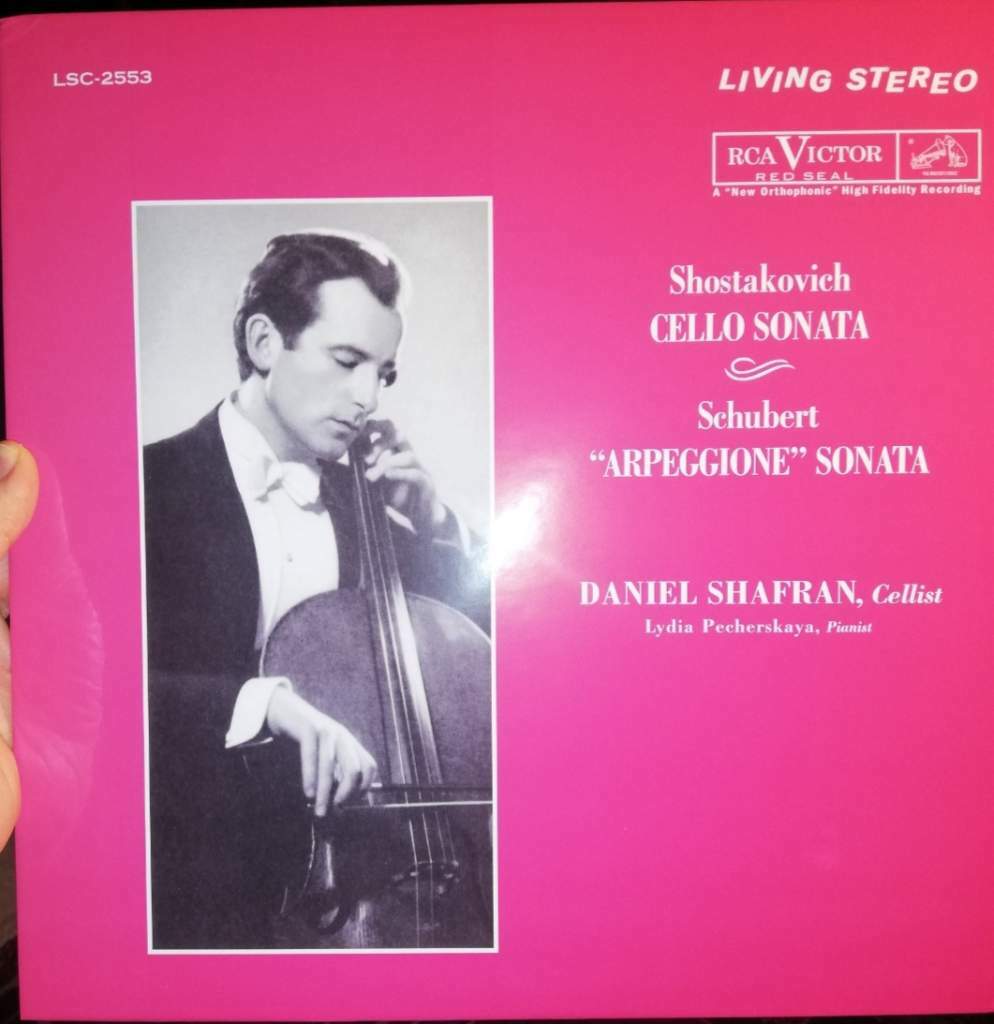 LSC-2553
LIVING STEREO
RCA VICTOR
RED SEAL
A "New Orthophonic" High Fidelity Recording
Shostakovich
CELLO SONATA
Schubert
“ARPEGGIONE” SONATA
DANIEL SHAFRAN, Cellist
Lydia Pecherskaya, Pianist